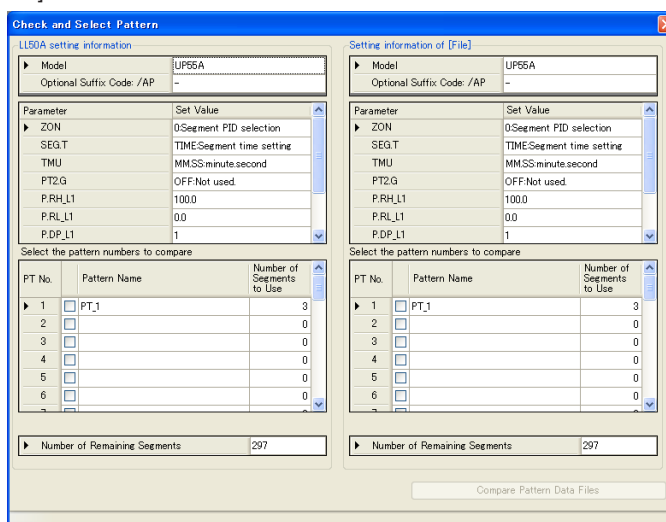 Check and Select Pattern
LL50A setting information
Model UP55A
Optional Suffix Code: /AP -
Parameter Set Value
ZON 0:Segment PID selection
SEG.T TIME:Segment time setting
TMU MM.SS:minute.second
PT2.G OFF:Not used.
P.RH_L1 100.0
P.RL_L1 0.0
P.DP_L1 1
Select the pattern numbers to compare
PT No. Pattern Name Number of Segments to Use
1 PT_1 3
2 0
3 0
4 0
5 0
6 0
Number of Remaining Segments 297
Setting information of [File]
Model UP55A
Optional Suffix Code: /AP -
Parameter Set Value
ZON 0:Segment PID selection
SEG.T TIME:Segment time setting
TMU MM.SS:minute.second
PT2.G OFF:Not used.
P.RH_L1 100.0
P.RL_L1 0.0
P.DP_L1 1
Select the pattern numbers to compare
PT No. Pattern Name Number of Segments to Use
1 PT_1 3
2 0
3 0
4 0
5 0
6 0
Number of Remaining Segments 297
Compare Pattern Data Files